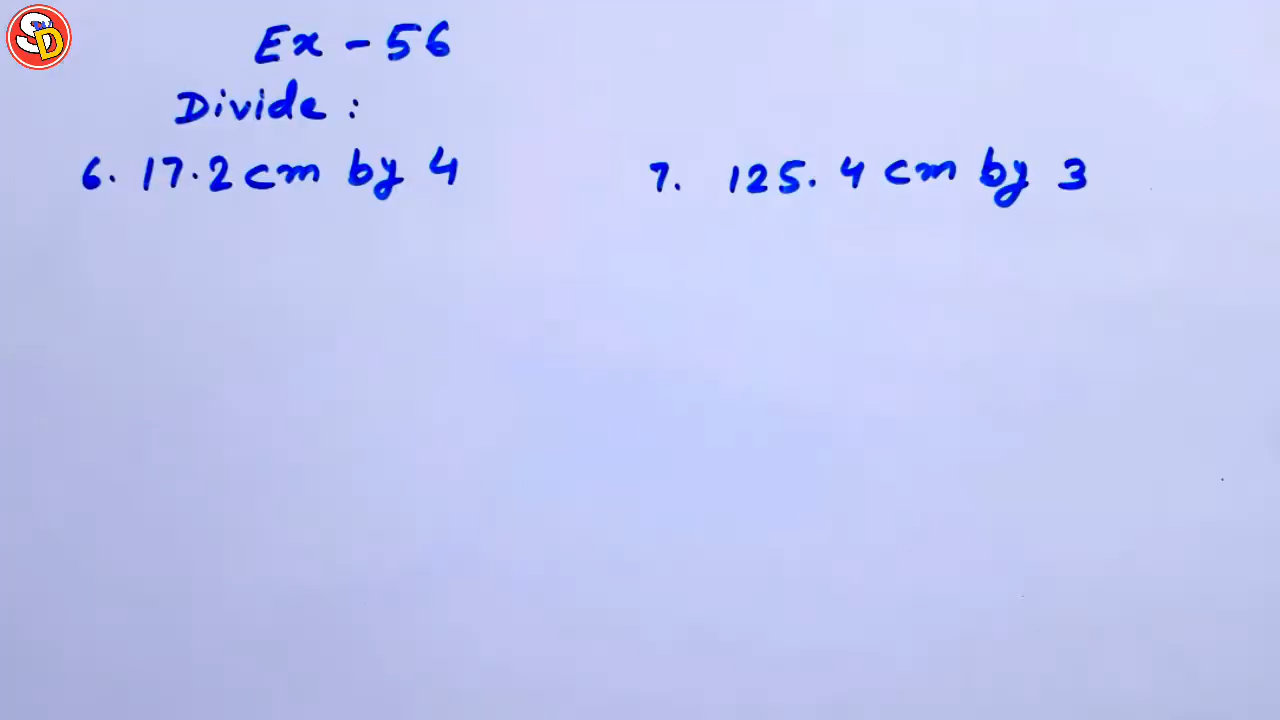 Ex - 56
Divide :
6. 17.2 cm by 4
7. 125.4 cm by 3